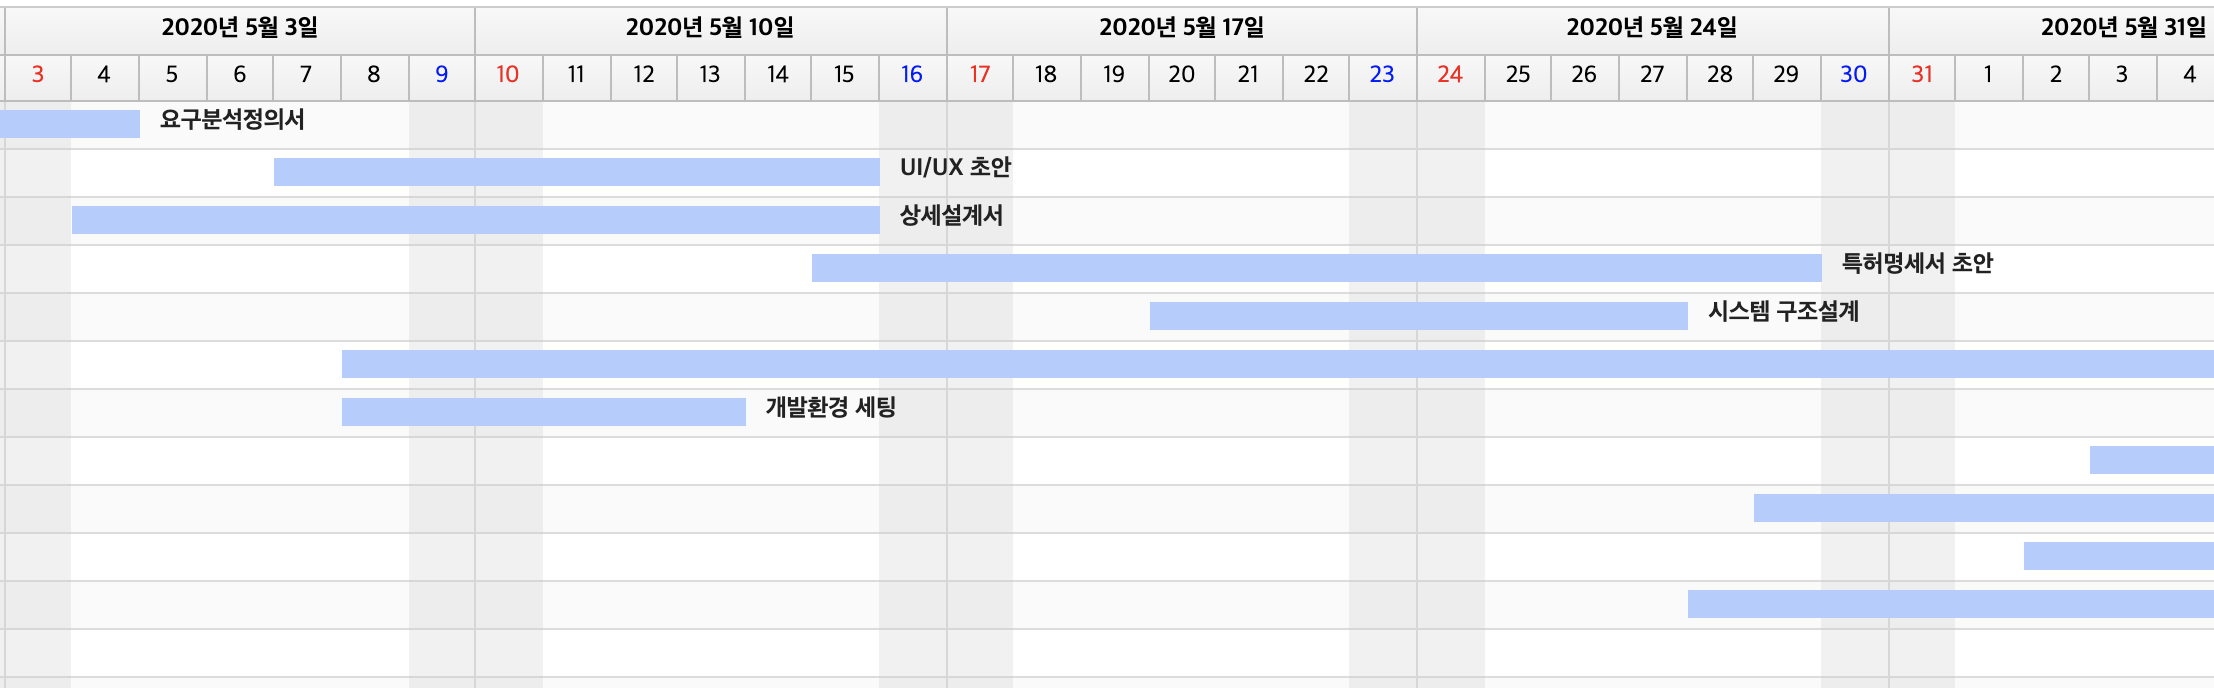 2020년 5월 3일 2020년 5월 10일 2020년 5월 17일 2020년 5월 24일 2020년 5월 31일
3 4 5 6 7 8 9 10 11 12 13 14 15 16 17 18 19 20 21 22 23 24 25 26 27 28 29 30 31 1 2 3 4
요구분석정의서
UI/UX 초안
상세설계서
특허명세서 초안
시스템 구조설계
개발환경 세팅